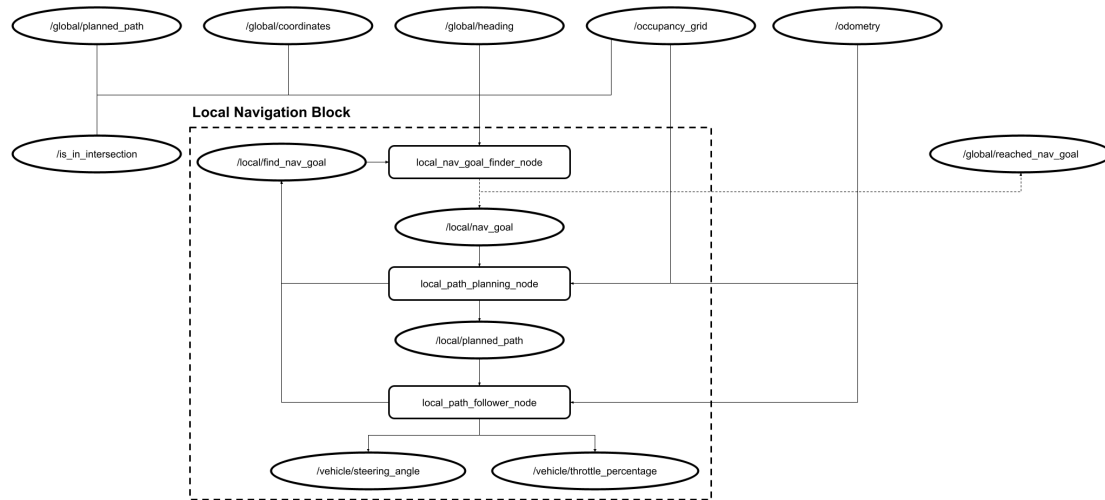 /global/planned_path
/global/coordinates
/global/heading
/occupancy_grid
/odometry
Local Navigation Block
/is_in_intersection
/local/find_nav_goal
local_nav_goal_finder_node
/global/reached_nav_goal
/local/nav_goal
local_path_planning_node
/local/planned_path
local_path_follower_node
/vehicle/steering_angle
/vehicle/throttle_percentage